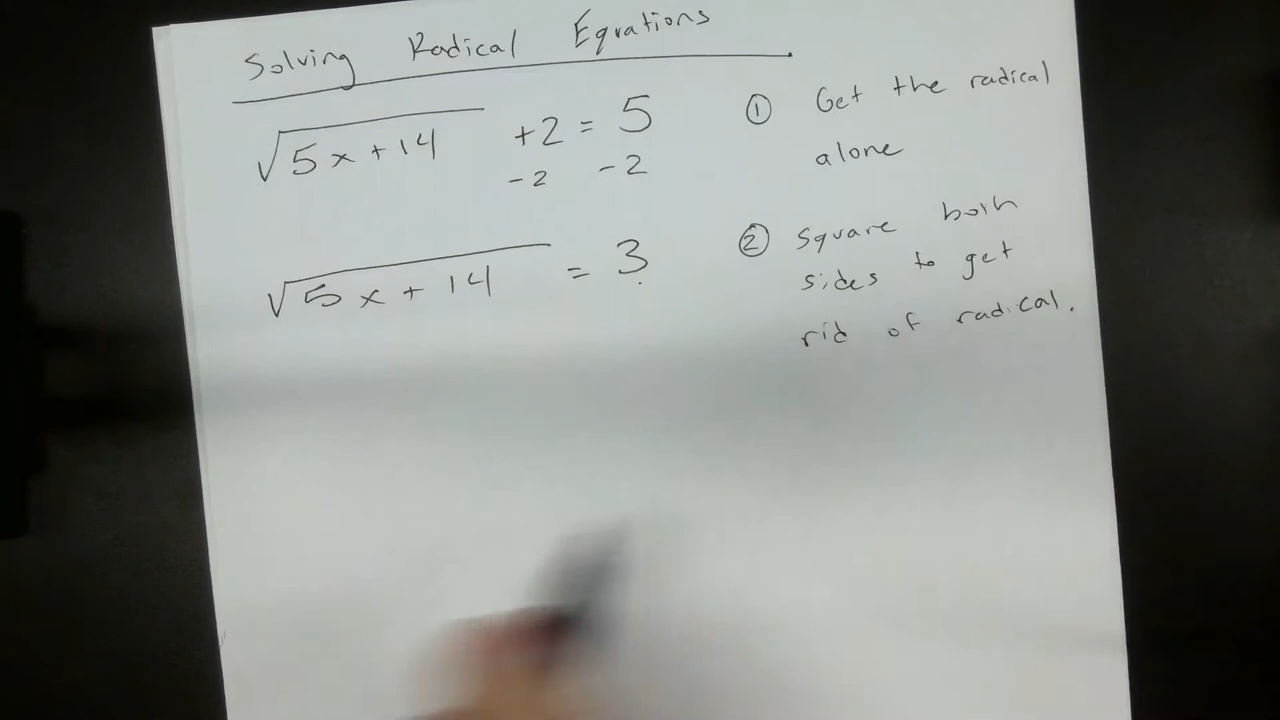 Solving Radical Equations
√5x+14 +2 = 5
-2 -2
√5x + 14 = 3
① Get the radical
alone
② Square both
sides to get
rid of radical.